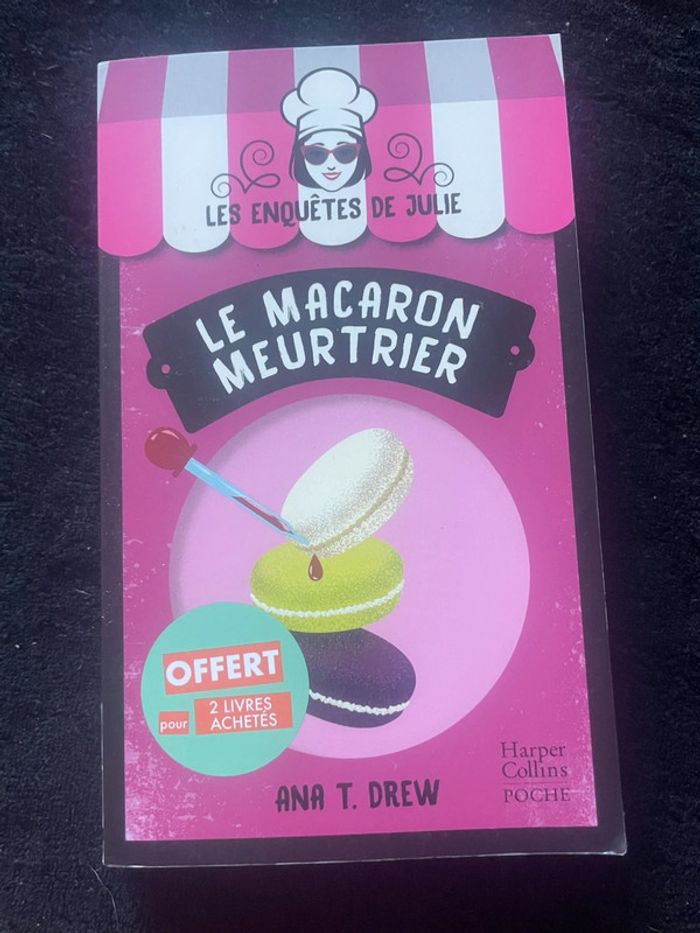 LES ENQUÊTES DE JULIE
LE MACARON
MEURTRIER
OFFERT
pour 2 LIVRES
ACHETÉS
ANA T. DREW
Harper
Collins
POCHE